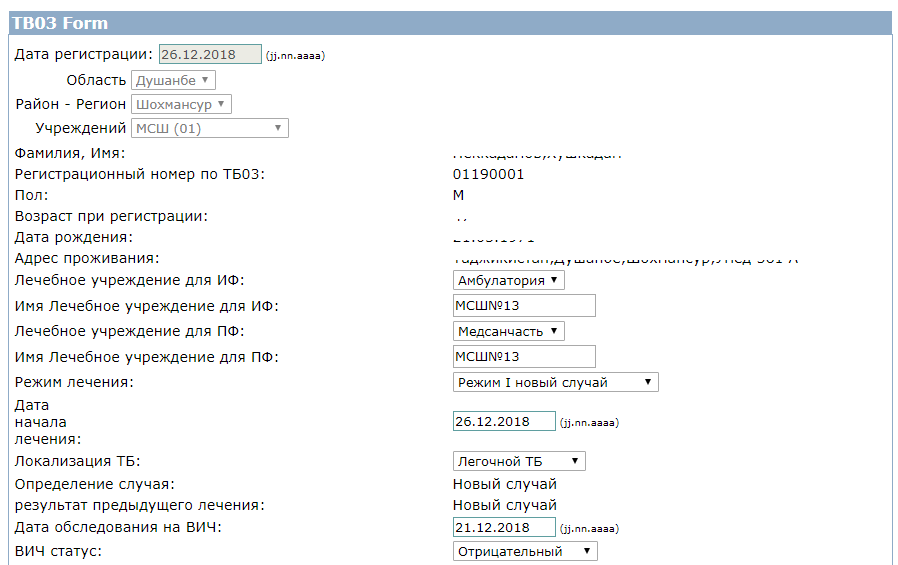 TB03 Form
Дата регистрации: 26.12.2018 (jj.nn.aaaa)
Область Душанбе
Район - Регион Шохмансур
Учреждений МСШ (01)
Фамилия, Имя:
Регистрационный номер по ТБ03: 01190001
Пол: М
Возраст при регистрации:
Дата рождения:
Адрес проживания:
Лечебное учреждение для ИФ: Амбулатория
Имя Лечебное учреждение для ИФ: МСШ№13
Лечебное учреждение для ПФ: Медсанчасть
Имя Лечебное учреждение для ПФ: МСШ№13
Режим лечения: Режим I новый случай
Дата
начала
лечения: 26.12.2018 (jj.nn.aaaa)
Локализация ТБ: Легочной ТБ
Определение случая: Новый случай
результат предыдущего лечения: Новый случай
Дата обследования на ВИЧ: 21.12.2018 (jj.nn.aaaa)
ВИЧ статус: Отрицательный